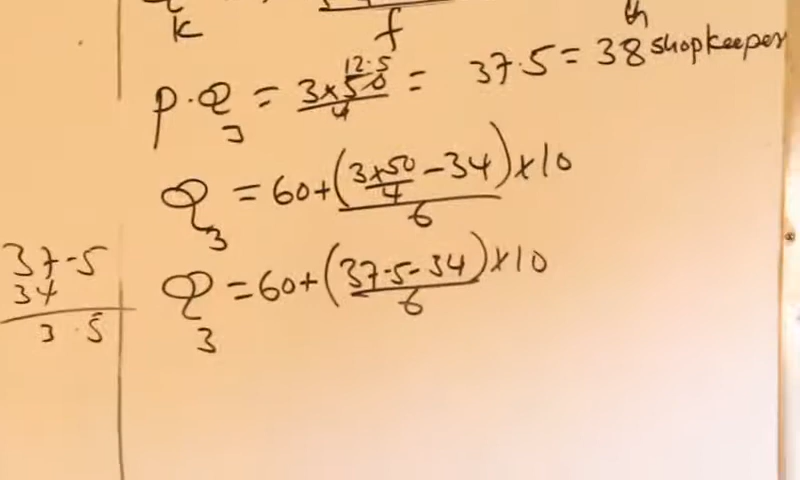 k f
th
P.Q3 = 3×50/4 12.5 = 37.5 = 38 shopkeeper
Q3 = 60+(3×50/4 - 34)/6 ×10
Q3 = 60+(37.5-34)/6 ×10
37.5
34
3.5